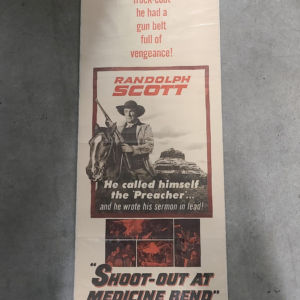 frock-coat
he had a
gun belt
full of
vengeance!
RANDOLPH
SCOTT
He called himself
the 'Preacher'...
and he wrote his sermon in lead!
"SHOOT-OUT AT
MEDICINE BEND"